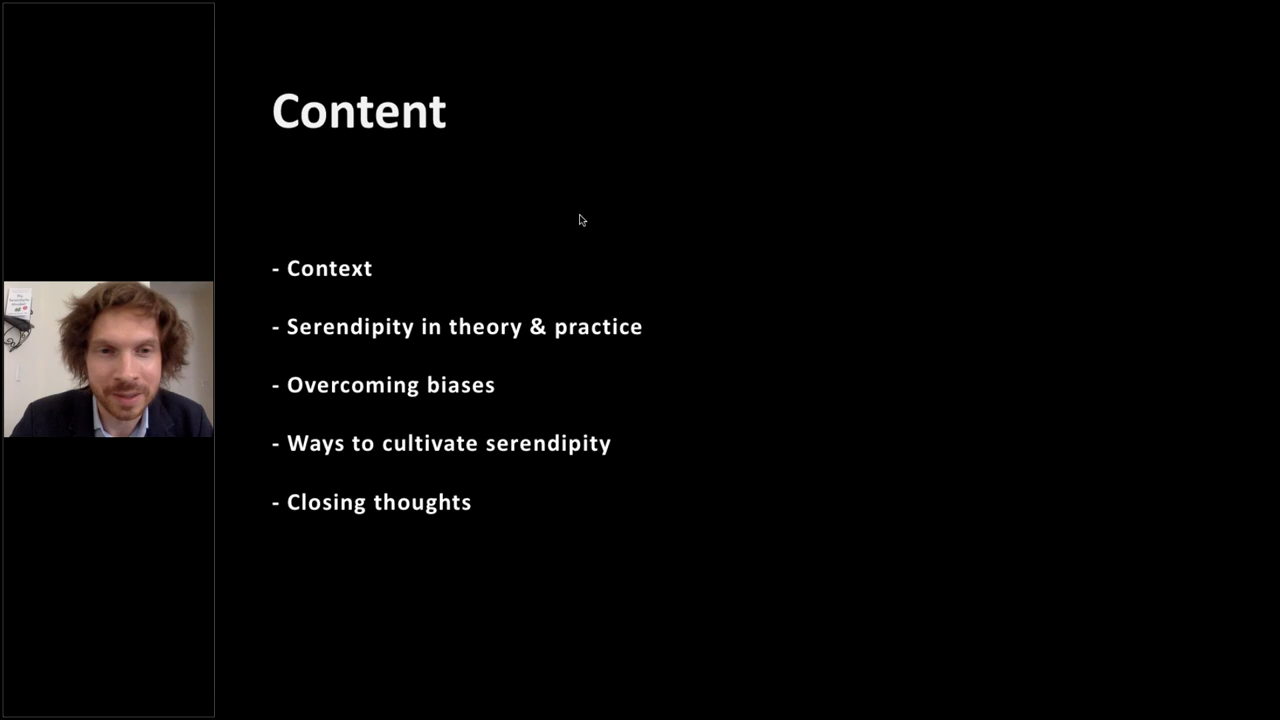 Content
- Context
- Serendipity in theory & practice
- Overcoming biases
- Ways to cultivate serendipity
- Closing thoughts